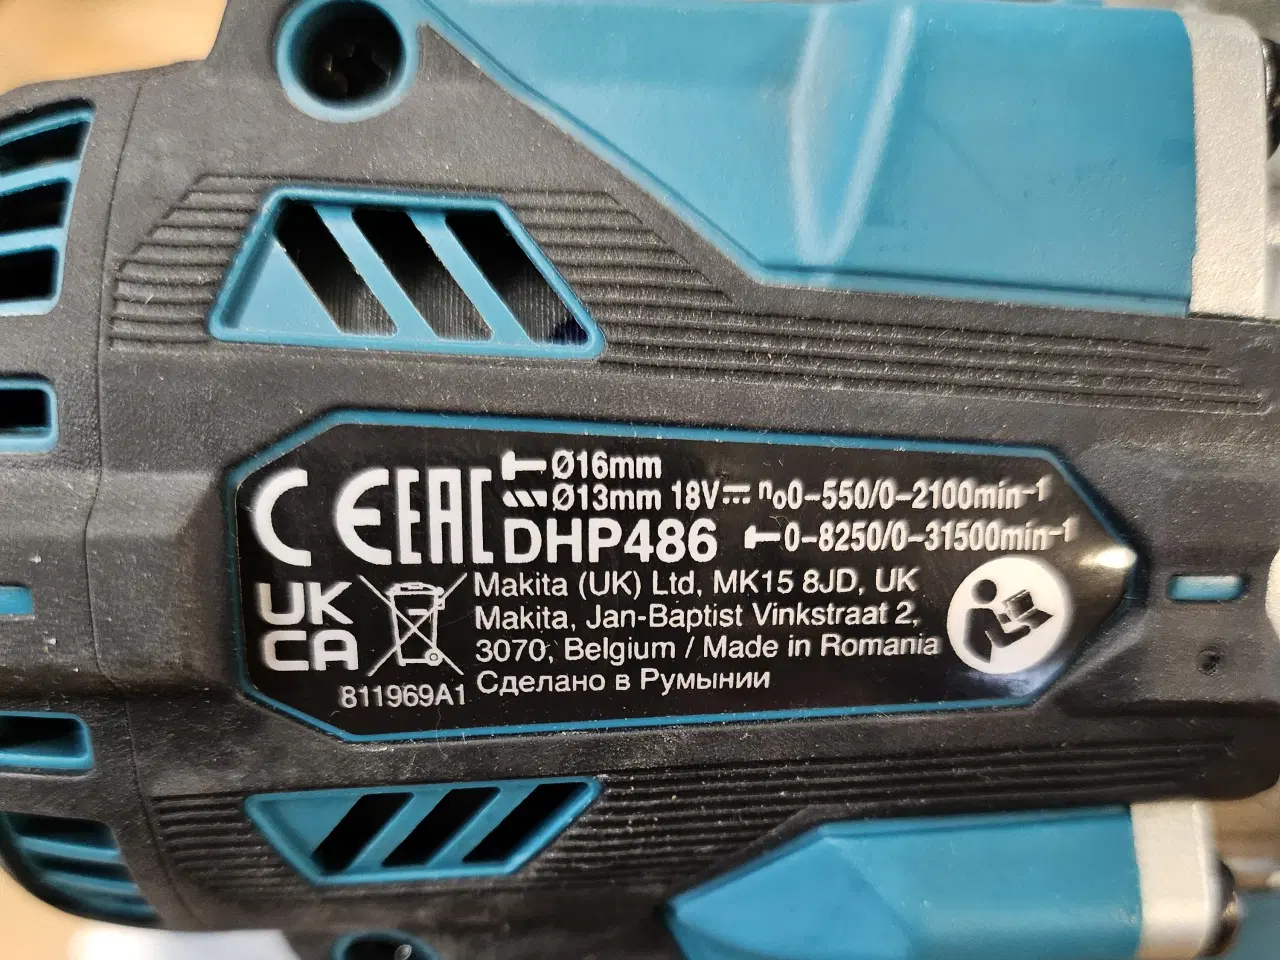 CE EAC Ø16mm
Ø13mm 18V n₀0-550/0-2100min-1
DHP486 0-8250/0-31500min-1
UK
CA
Makita (UK) Ltd, MK15 8JD, UK
Makita, Jan-Baptist Vinkstraat 2,
3070, Belgium / Made in Romania
811969A1 Сделано в Румынии